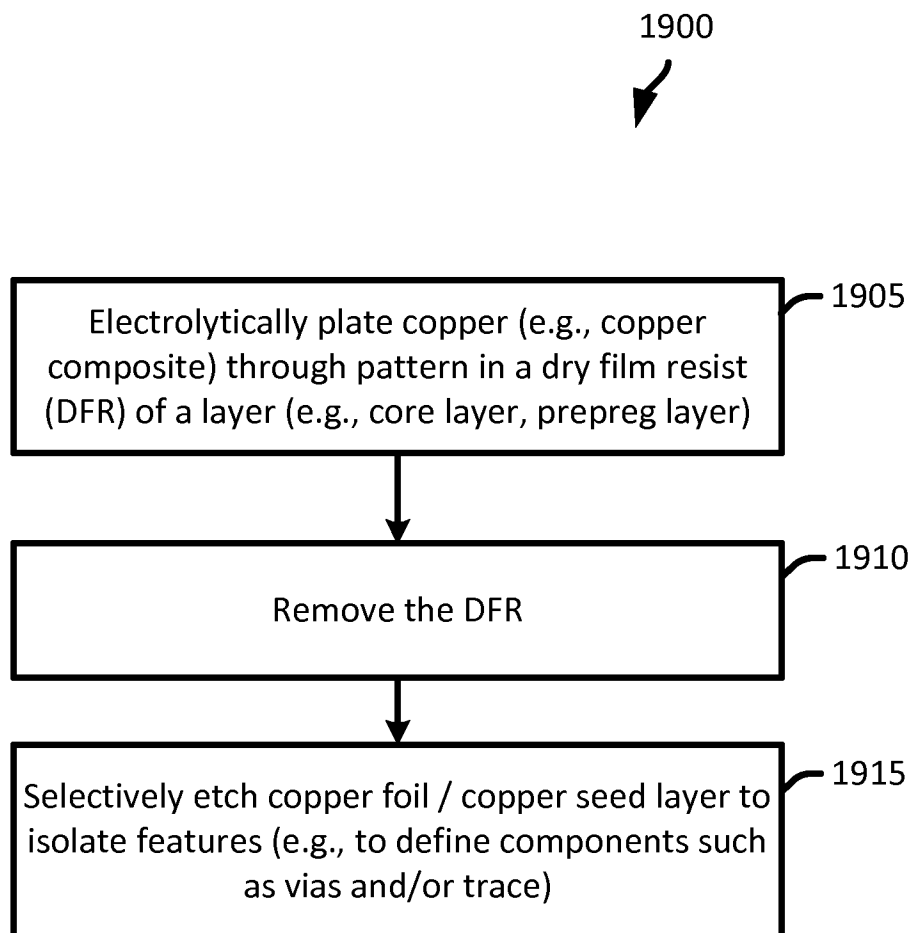 1900
1905
Electrolytically plate copper (e.g., copper
composite) through pattern in a dry film resist
(DFR) of a layer (e.g., core layer, prepreg layer)
1910
Remove the DFR
1915
Selectively etch copper foil / copper seed layer to
isolate features (e.g., to define components such
as vias and/or trace)